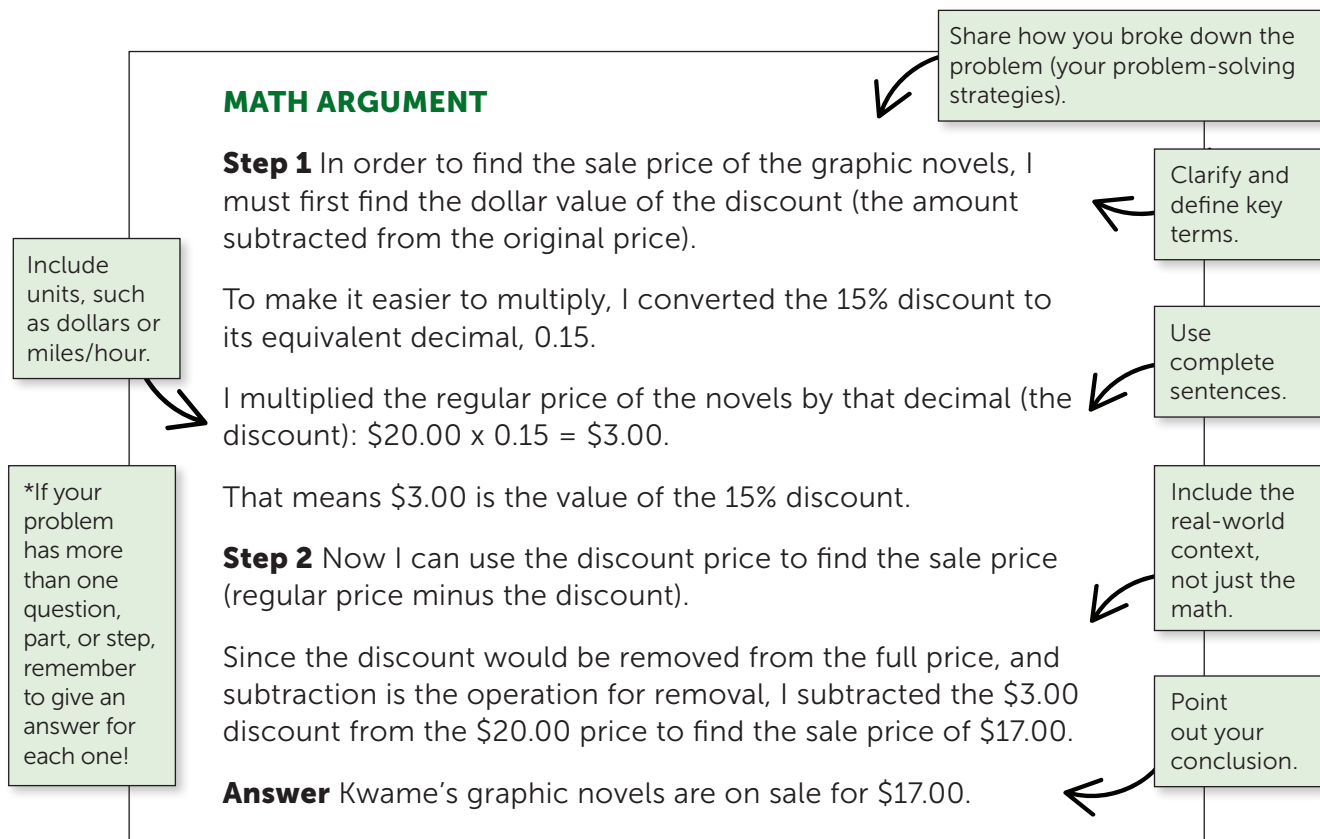 Share how you broke down the
problem (your problem-solving
strategies).
MATH ARGUMENT
Step 1 In order to find the sale price of the graphic novels, I
must first find the dollar value of the discount (the amount
subtracted from the original price).
Clarify and
define key
terms.
Include
units, such
as dollars or
miles/hour.
To make it easier to multiply, I converted the 15% discount to
its equivalent decimal, 0.15.
Use
complete
sentences.
I multiplied the regular price of the novels by that decimal (the
discount): $20.00 x 0.15 = $3.00.
*If your
problem
has more
than one
question,
part, or step,
remember
to give an
answer for
each one!
That means $3.00 is the value of the 15% discount.
Include the
real-world
context,
not just the
math.
Step 2 Now I can use the discount price to find the sale price
(regular price minus the discount).
Since the discount would be removed from the full price, and
subtraction is the operation for removal, I subtracted the $3.00
discount from the $20.00 price to find the sale price of $17.00.
Point
out your
conclusion.
Answer Kwame's graphic novels are on sale for $17.00.